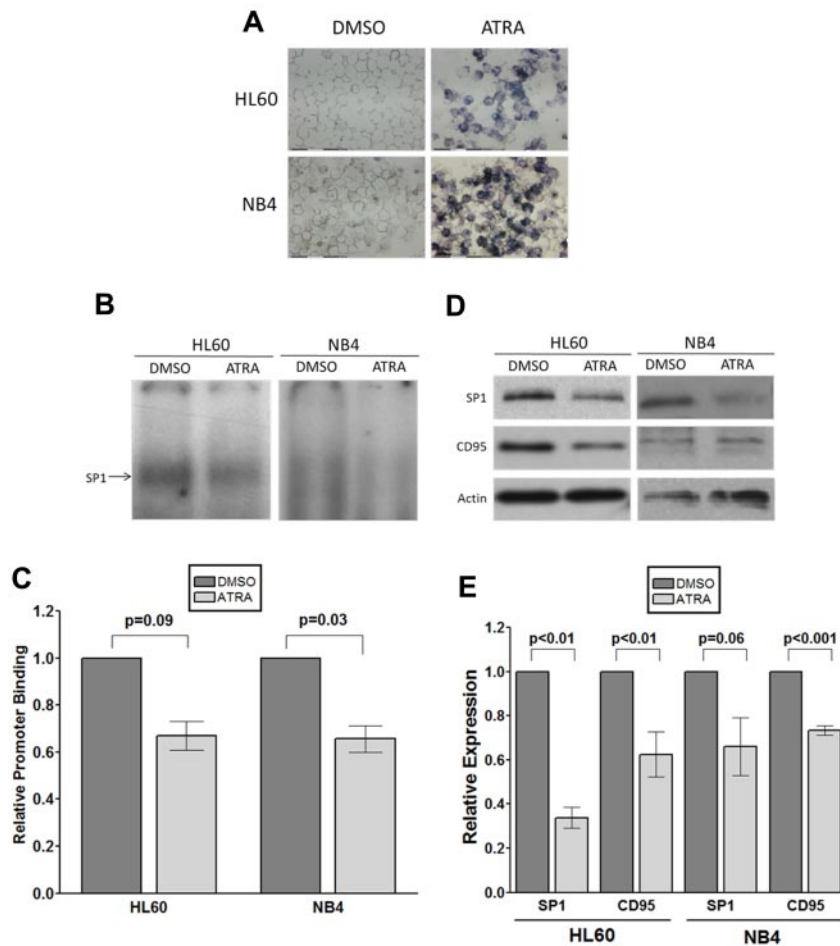 A
DMSO ATRA
HL60
NB4
B
HL60 NB4
DMSO ATRA DMSO ATRA
SP1
D
HL60 NB4
DMSO ATRA DMSO ATRA
SP1
CD95
Actin
C
DMSO
ATRA
Relative Promoter Binding
1.2
1.0
0.8
0.6
0.4
0.2
0.0
p=0.09
p=0.03
HL60 NB4
E
DMSO
ATRA
Relative Expression
1.2
1.0
0.8
0.6
0.4
0.2
0.0
p<0.01 p<0.01 p=0.06 p<0.001
SP1 CD95 SP1 CD95
HL60 NB4